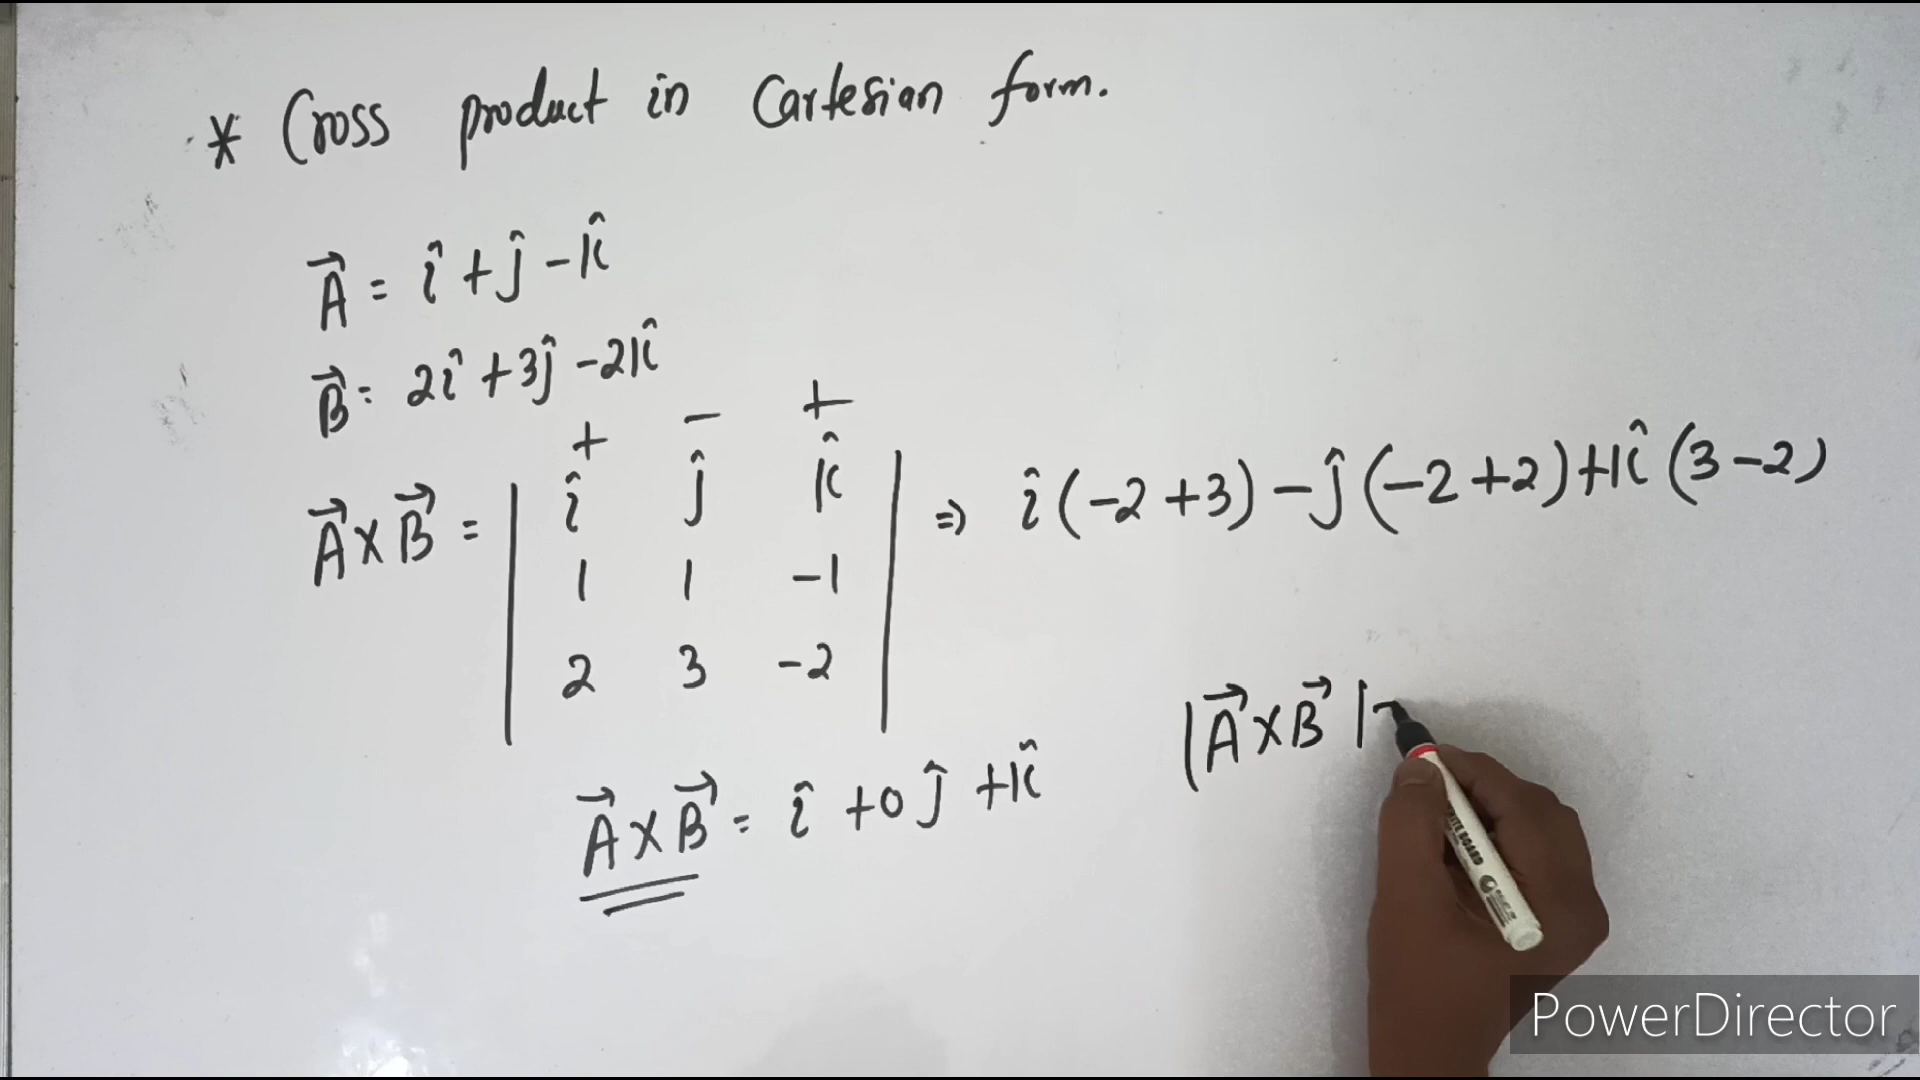 * Cross product in Cartesian form.
A⃗ = î + ĵ - k̂
B⃗ = 2î + 3ĵ - 2k̂
+ - +
A⃗ × B⃗ = | î ĵ k̂ | ⇒ î(-2+3) - ĵ(-2+2) + k̂(3-2)
1 1 -1
2 3 -2
|A⃗ × B⃗|
A⃗ × B⃗ = î + 0ĵ + k̂
PowerDirector